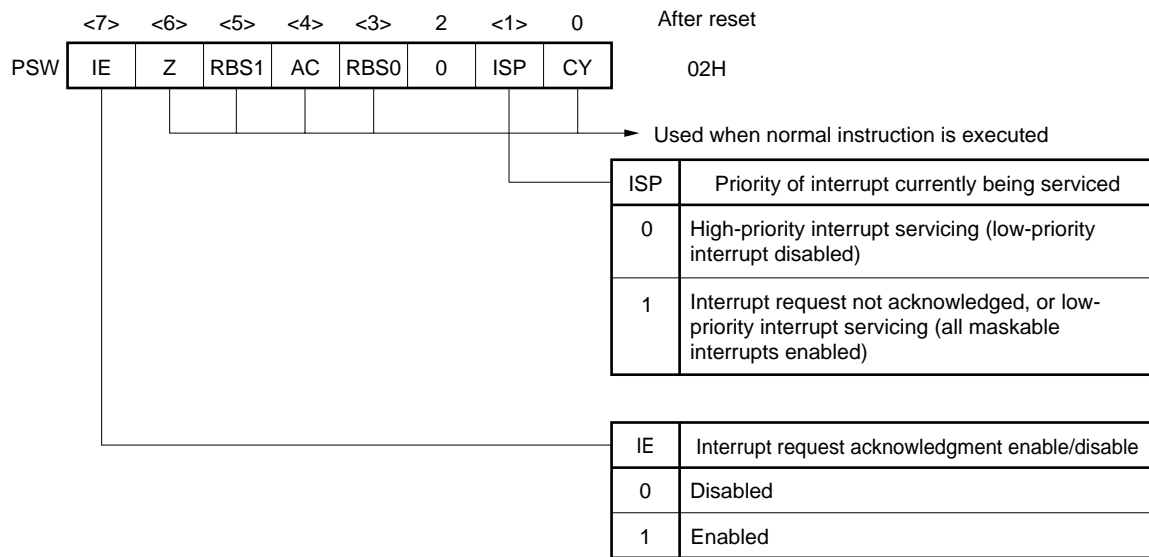 <7> <6> <5> <4> <3> 2 <1> 0 After reset
PSW IE Z RBS1 AC RBS0 0 ISP CY 02H
Used when normal instruction is executed
ISP Priority of interrupt currently being serviced
0 High-priority interrupt servicing (low-priority
interrupt disabled)
1 Interrupt request not acknowledged, or low-
priority interrupt servicing (all maskable
interrupts enabled)
IE Interrupt request acknowledgment enable/disable
0 Disabled
1 Enabled